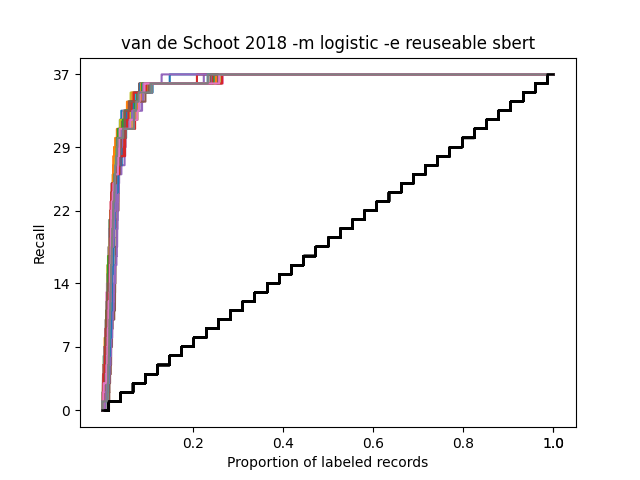 van de Schoot 2018 -m logistic -e reuseable sbert
37
29
22
14
7
0
Recall
0.2 0.4 0.6 0.8 1.0
Proportion of labeled records